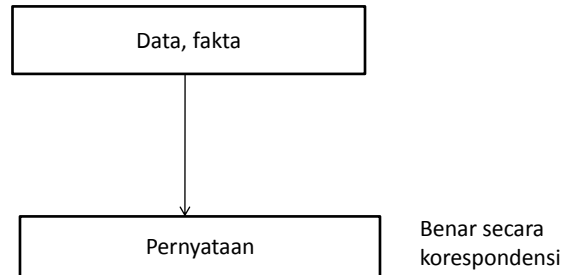 Data, fakta
Pernyataan
Benar secara
korespondensi